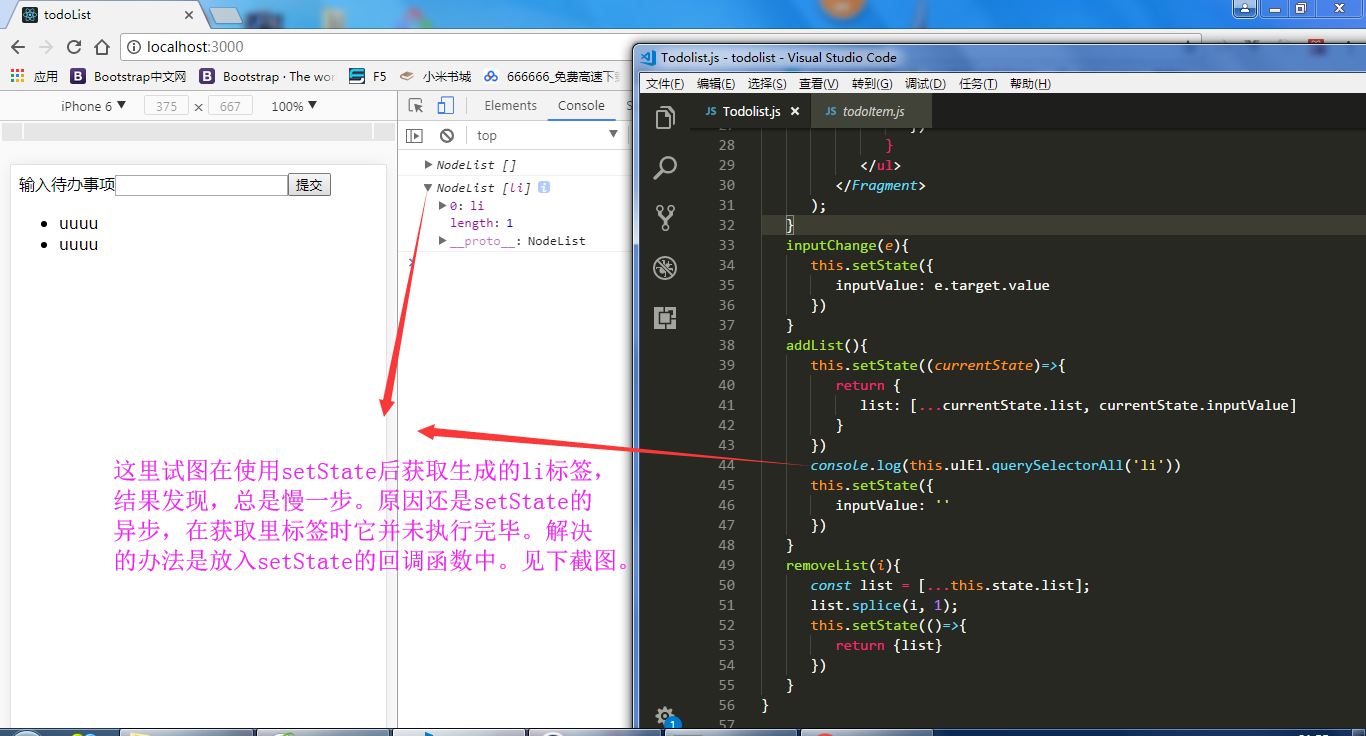 todoList
localhost:3000
应用 Bootstrap中文网 Bootstrap · The wor F5 小米书城 666666_免费高速下
iPhone 6 ▼ 375 × 667 100% ▼
Elements Console
top ▼
输入待办事项 提交
• uuuu
• uuuu
▶ NodeList []
▼ NodeList [li] i
▶ 0: li
length: 1
▶ __proto__: NodeList
这里试图在使用setState后获取生成的li标签，
结果发现，总是慢一步。原因还是setState的
异步，在获取里标签时它并未执行完毕。解决
的办法是放入setState的回调函数中。见下截图。
Todolist.js - todolist - Visual Studio Code
文件(F) 编辑(E) 选择(S) 查看(V) 转到(G) 调试(D) 任务(T) 帮助(H)
JS Todolist.js × JS todoItem.js
27 })
28 }
29 </ul>
30 </Fragment>
31 );
32 }
33 inputChange(e){
34 this.setState({
35 inputValue: e.target.value
36 })
37 }
38 addList(){
39 this.setState((currentState)=>{
40 return {
41 list: [...currentState.list, currentState.inputValue]
42 }
43 })
44 console.log(this.ulEl.querySelectorAll('li'))
45 this.setState({
46 inputValue: ''
47 })
48 }
49 removeList(i){
50 const list = [...this.state.list];
51 list.splice(i, 1);
52 this.setState(()=>{
53 return {list}
54 })
55 }
56 }
57
1